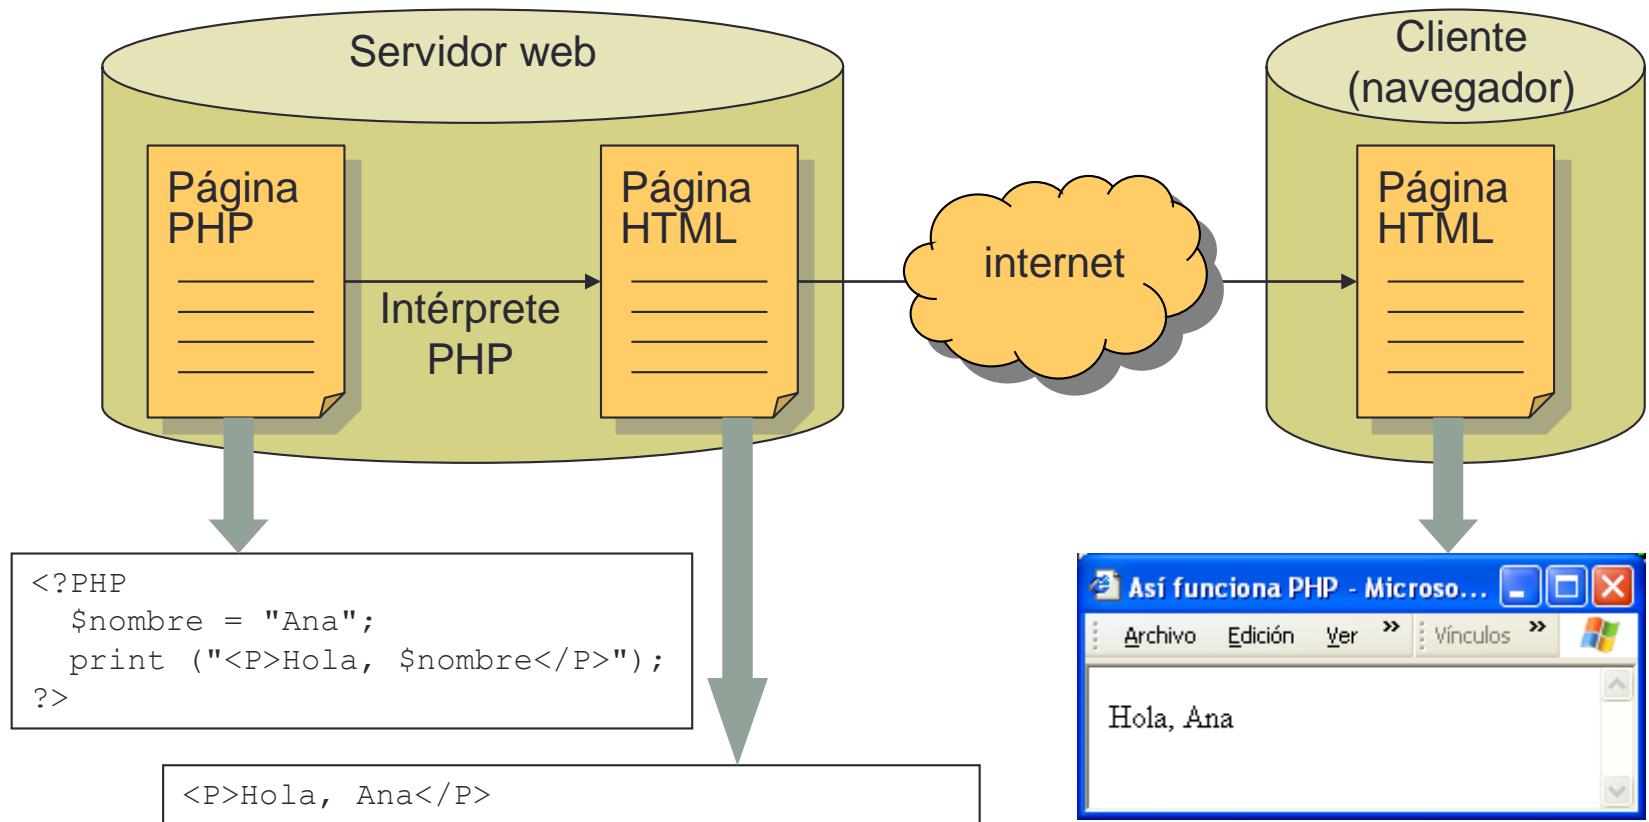 Servidor web
Cliente
(navegador)
Página
PHP
Intérprete
PHP
Página
HTML
internet
Página
HTML
<?PHP
  $nombre = "Ana";
  print ("<P>Hola, $nombre</P>");
?>
<P>Hola, Ana</P>
Así funciona PHP - Microso...
Archivo Edición Ver » Vínculos »
Hola, Ana